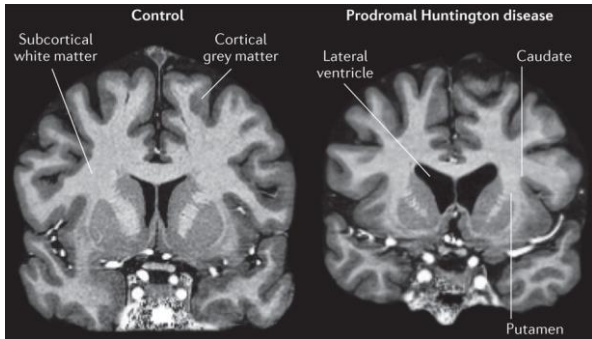 Control
Prodromal Huntington disease
Subcortical
white matter
Cortical
grey matter
Lateral
ventricle
Caudate
Putamen